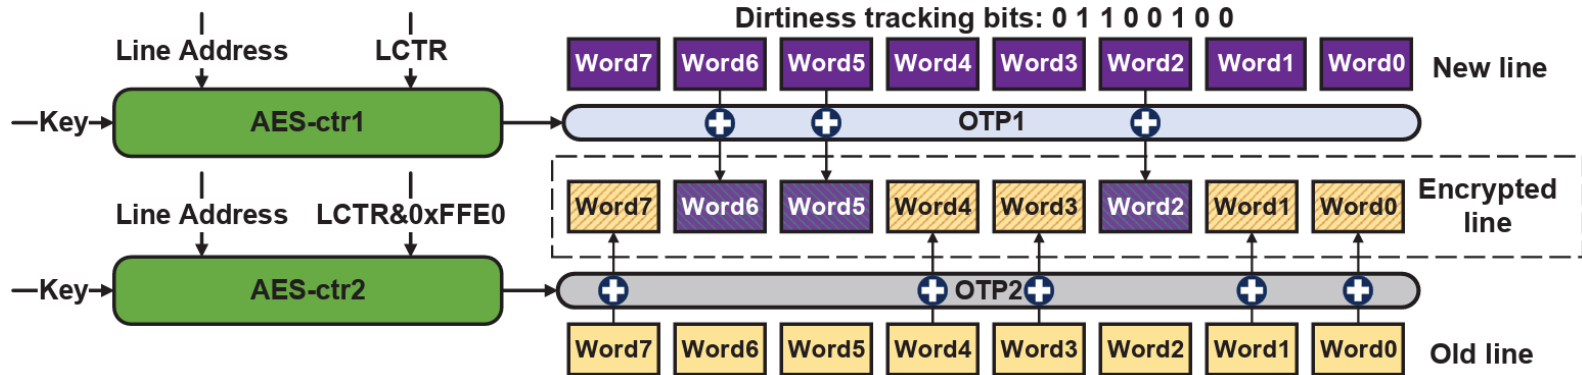 Dirtiness tracking bits: 0 1 1 0 0 1 0 0
Line Address LCTR
Word7 Word6 Word5 Word4 Word3 Word2 Word1 Word0 New line
Key AES-ctr1 OTP1
Word7 Word6 Word5 Word4 Word3 Word2 Word1 Word0 Encrypted
line
Line Address LCTR&0xFFE0
Key AES-ctr2 OTP2
Word7 Word6 Word5 Word4 Word3 Word2 Word1 Word0 Old line